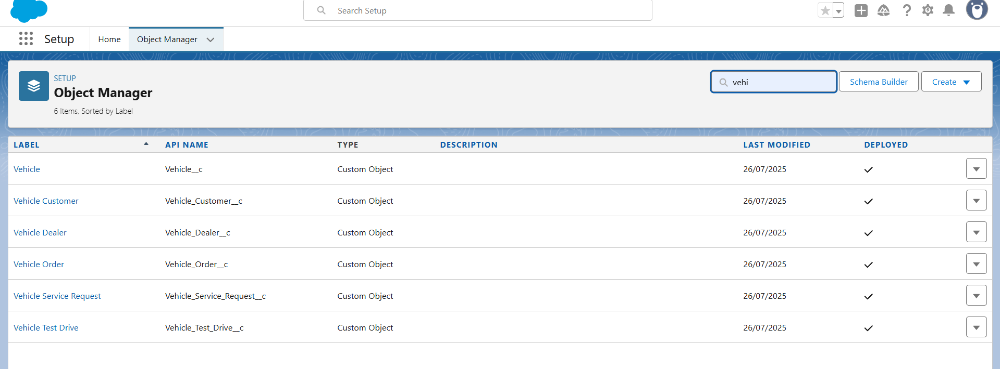 Search Setup
Setup Home Object Manager
SETUP
Object Manager
6 Items, Sorted by Label
vehi Schema Builder Create
LABEL API NAME TYPE DESCRIPTION LAST MODIFIED DEPLOYED
Vehicle Vehicle__c Custom Object 26/07/2025
Vehicle Customer Vehicle_Customer__c Custom Object 26/07/2025
Vehicle Dealer Vehicle_Dealer__c Custom Object 26/07/2025
Vehicle Order Vehicle_Order__c Custom Object 26/07/2025
Vehicle Service Request Vehicle_Service_Request__c Custom Object 26/07/2025
Vehicle Test Drive Vehicle_Test_Drive__c Custom Object 26/07/2025